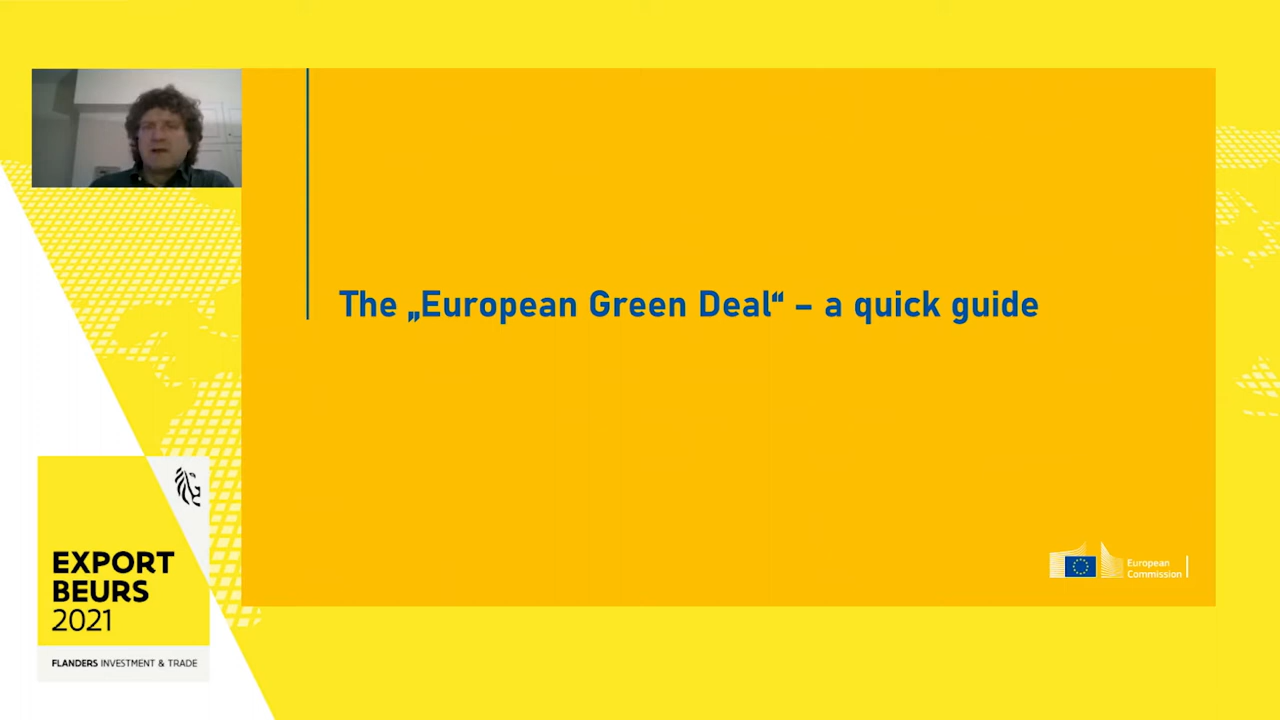 The „European Green Deal“ – a quick guide
European
Commission
EXPORT
BEURS
2021
FLANDERS INVESTMENT & TRADE